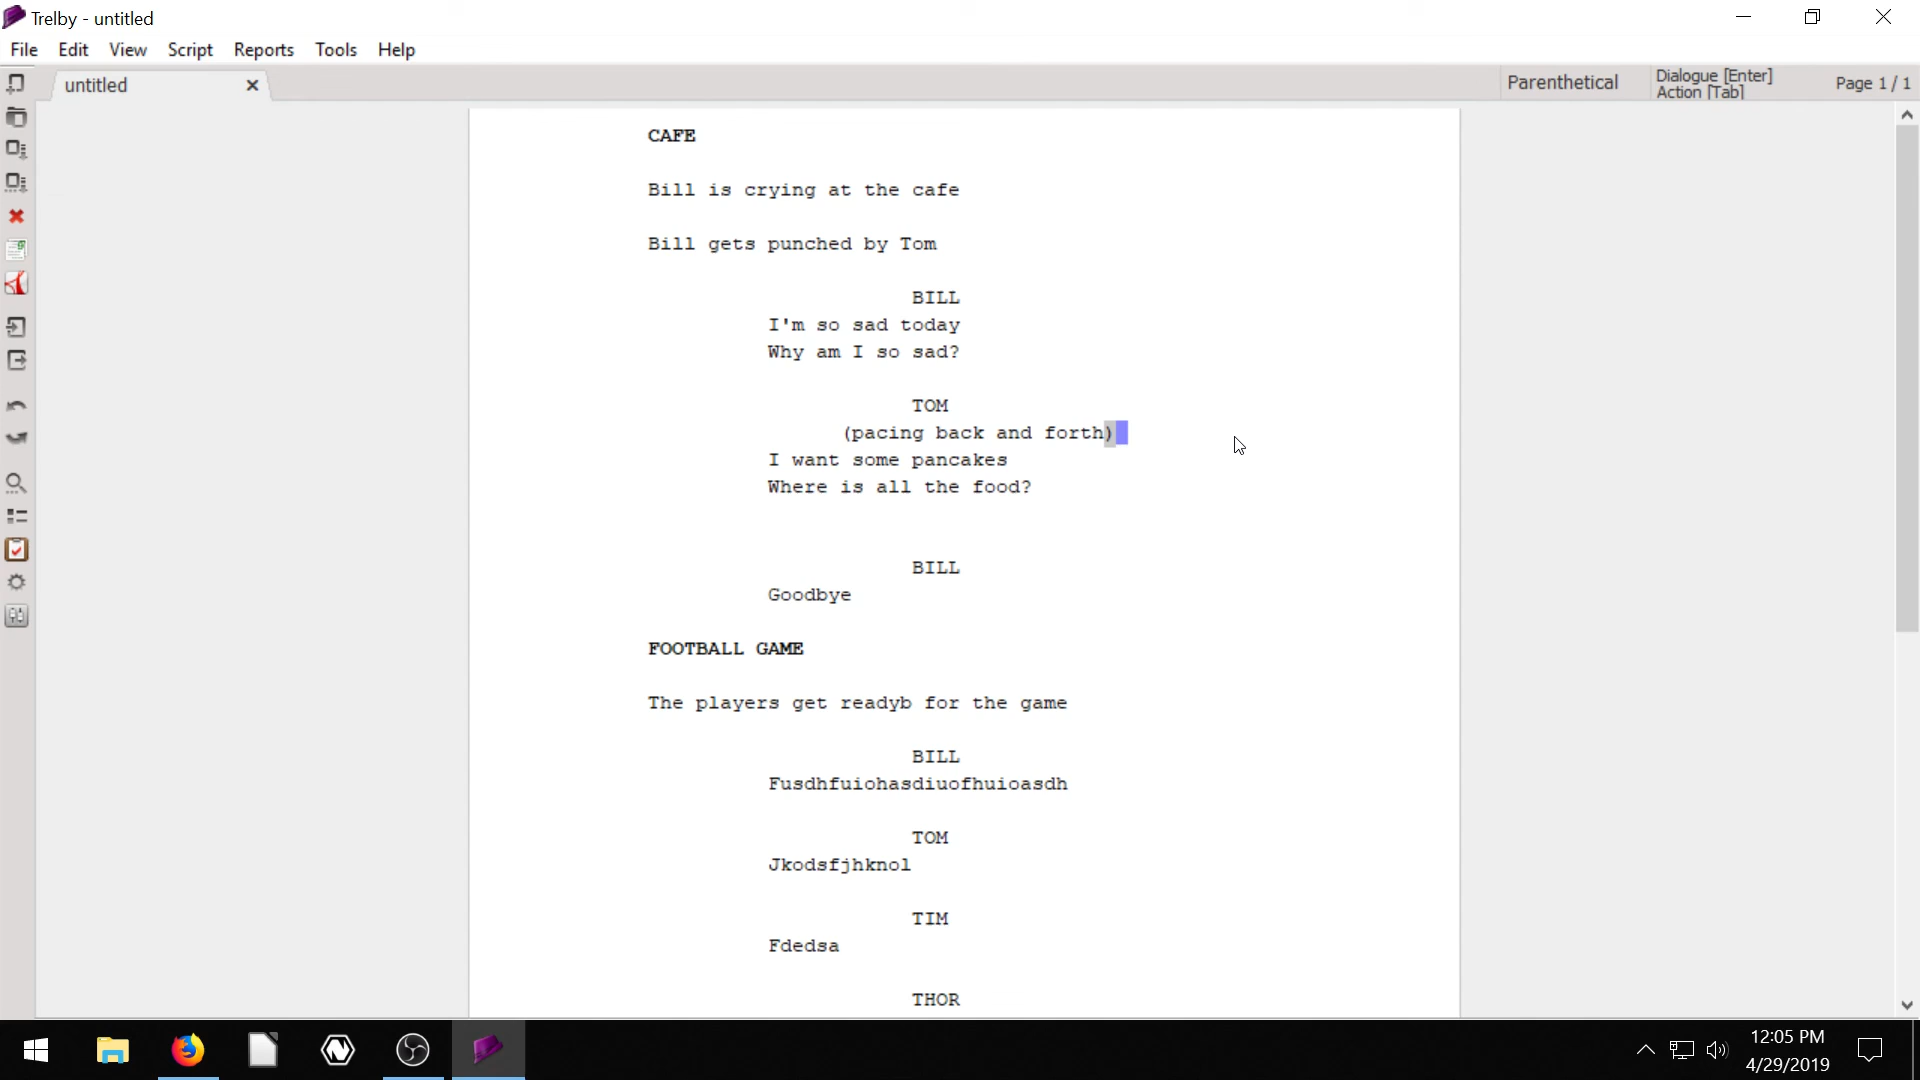 Trelby - untitled
File Edit View Script Reports Tools Help
untitled
Parenthetical
Dialogue [Enter]
Action [Tab]
Page 1 / 1
CAFE
Bill is crying at the cafe
Bill gets punched by Tom
BILL
I'm so sad today
Why am I so sad?
TOM
(pacing back and forth)
I want some pancakes
Where is all the food?
BILL
Goodbye
FOOTBALL GAME
The players get readyb for the game
BILL
Fusdhfuiohasdiuofhuioasdh
TOM
Jkodsfjhknol
TIM
Fdedsa
THOR
12:05 PM
4/29/2019